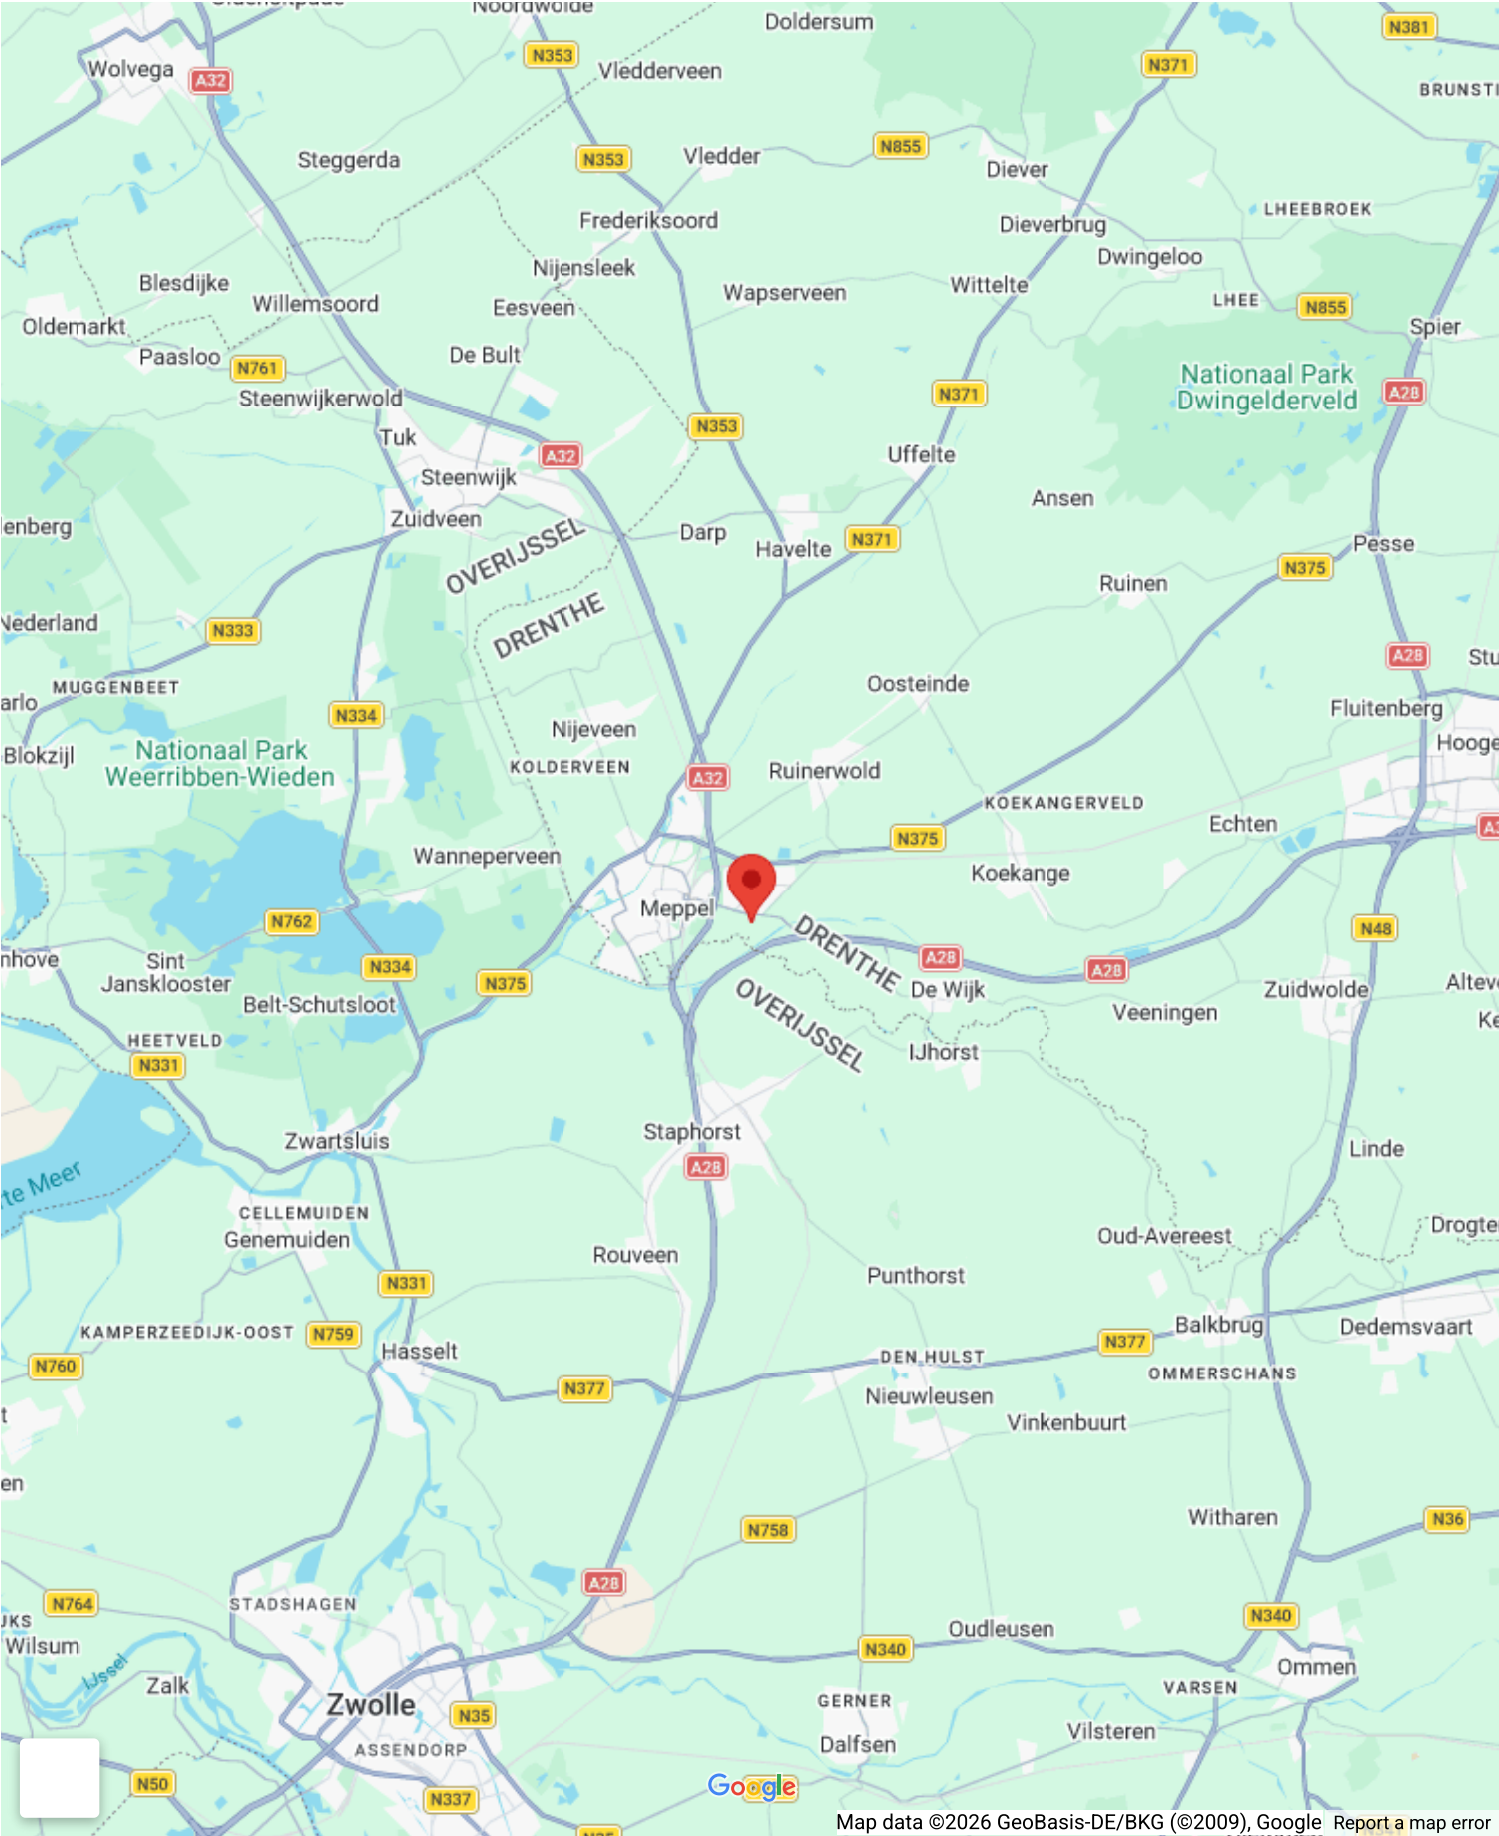 Noordwolde
Doldersum
N381
N353
Wolvega
A32
Vledderveen
N371
Steggerda
N353
Vledder
N855
Diever
Frederiksoord
Dieverbrug
LHEEBROEK
Nijensleek
Dwingeloo
Blesdijke
Willemsoord
Eesveen
Wapserveen
Wittelte
LHEE
N855
Oldemarkt
Spier
Paasloo
N761
De Bult
Nationaal Park
Dwingelderveld
Steenwijkerwold
N371
A28
Tuk
N353
A32
Uffelte
Steenwijk
Ansen
Zuidveen
OVERIJSSEL
DRENTHE
Darp
Havelte
N371
Pesse
N375
Ruinen
N333
Nederland
A28
MUGGENBEET
Oosteinde
N334
Fluitenberg
Nijeveen
Blokzijl
Nationaal Park
Weerribben-Wieden
KOLDERVEEN
A32
Ruinerwold
KOEKANGERVELD
Echten
N375
Wanneperveen
Koekange
Meppel
N762
N48
DRENTHE
OVERIJSSEL
A28
A28
Sint
Jansklooster
N334
N375
De Wijk
Zuidwolde
Belt-Schutsloot
Veeningen
HEETVELD
IJhorst
N331
Staphorst
Zwartsluis
Linde
A28
CELLEMUIDEN
Genemuiden
Oud-Avereest
Rouveen
Punthorst
N331
KAMPERZEEDIJK-OOST
N759
Balkbrug
Dedemsvaart
N377
Hasselt
DEN HULST
N760
OMMERSCHANS
N377
Nieuwleusen
Vinkenbuurt
Witharen
N36
N758
A28
N764
STADSHAGEN
N340
Wilsum
Oudleusen
N340
IJssel
Zalk
Ommen
VARSEN
Zwolle
N35
GERNER
Vilsteren
Dalfsen
ASSENDORP
N50
Google
N337
Map data ©2026 GeoBasis-DE/BKG (©2009), Google
Report a map error